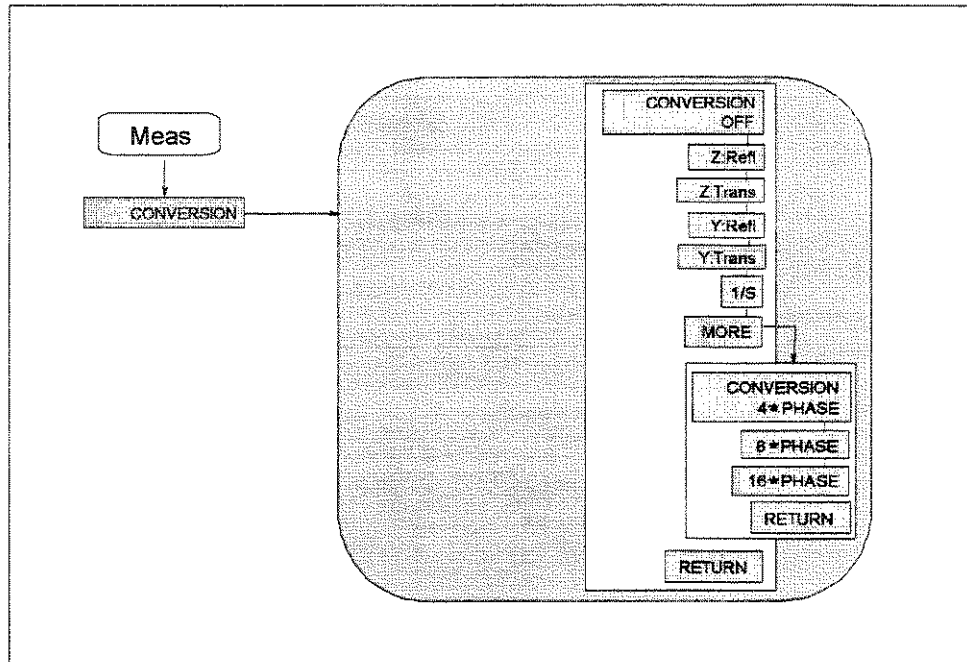 Meas
CONVERSION
CONVERSION
OFF
Z:Refl
Z:Trans
Y:Refl
Y:Trans
1/S
MORE
CONVERSION
4*PHASE
8*PHASE
16*PHASE
RETURN
RETURN